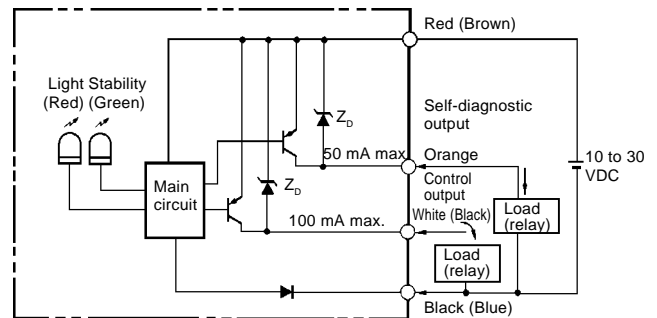 Red (Brown)
Light Stability
(Red) (Green)
Z_D
Self-diagnostic
output
50 mA max.
Orange
10 to 30
VDC
Main
circuit
Z_D
Control
output
100 mA max.
White (Black)
Load
(relay)
Load
(relay)
Black (Blue)